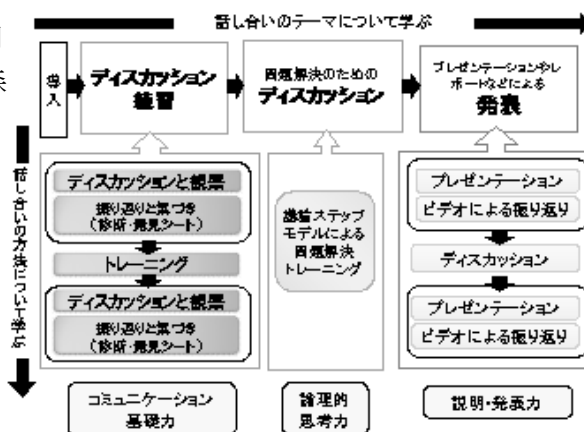 話し合いのテーマについて学ぶ
導入
ディスカッション
練習
問題解決のための
ディスカッション
プレゼンテーションやレ
ポートなどによる
発表
話し合いの方法について学ぶ
ディスカッションと観察
振り返りと気づき
(診断・発見シート)
トレーニング
ディスカッションと観察
振り返りと気づき
(診断・発見シート)
議論ステップ
モデルによる
問題解決
トレーニング
プレゼンテーション
ビデオによる振り返り
ディスカッション
プレゼンテーション
ビデオによる振り返り
コミュニケーション
基礎力
論理的
思考力
説明・発表力